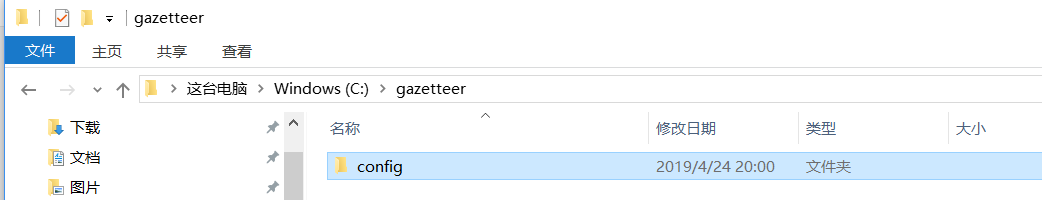 gazetteer
文件 主页 共享 查看
这台电脑 Windows (C:) gazetteer
名称 修改日期 类型 大小
下载
文档
config 2019/4/24 20:00 文件夹
图片